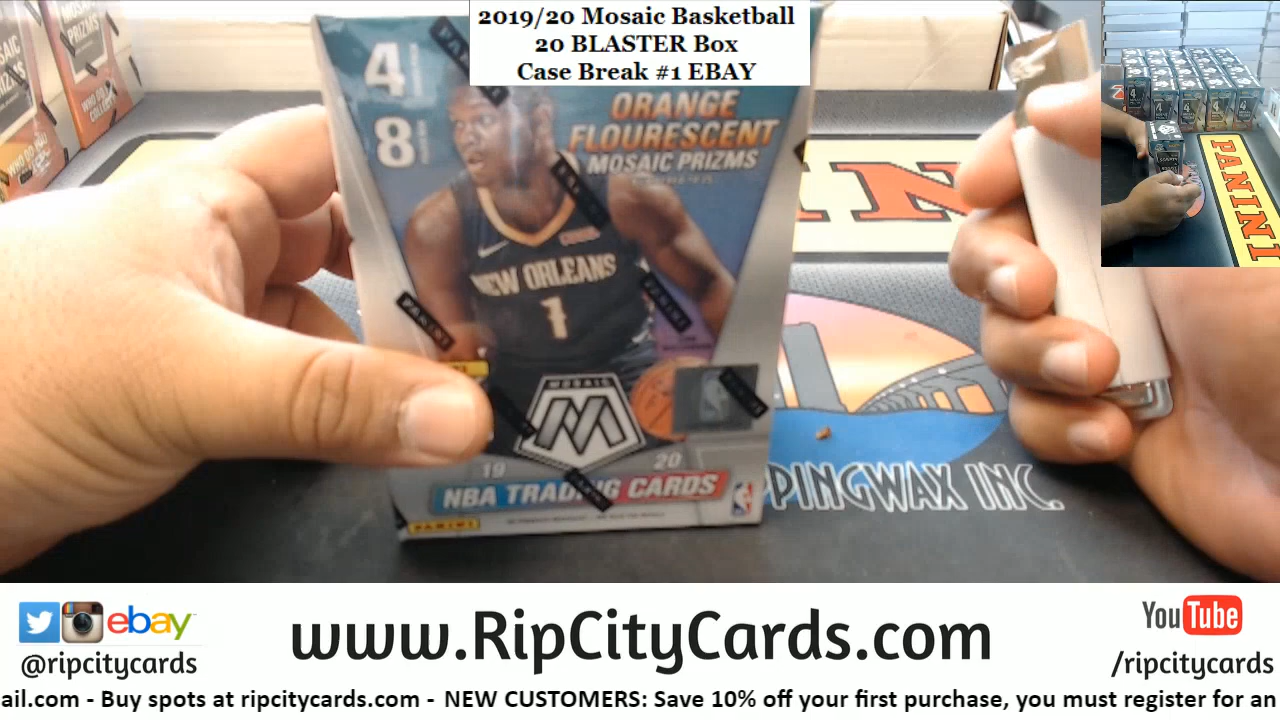 2019/20 Mosaic Basketball
20 BLASTER Box
Case Break #1 EBAY
4
8
ORANGE
FLOURESCENT
MOSAIC PRIZMS
NEW ORLEANS
1
MOSAIC
19 20
NBA TRADING CARDS
PANINI
PANINI
PPINGWAX INC.
ebay
@ripcitycards
www.RipCityCards.com
YouTube
/ripcitycards
ail.com - Buy spots at ripcitycards.com - NEW CUSTOMERS: Save 10% off your first purchase, you must register for an